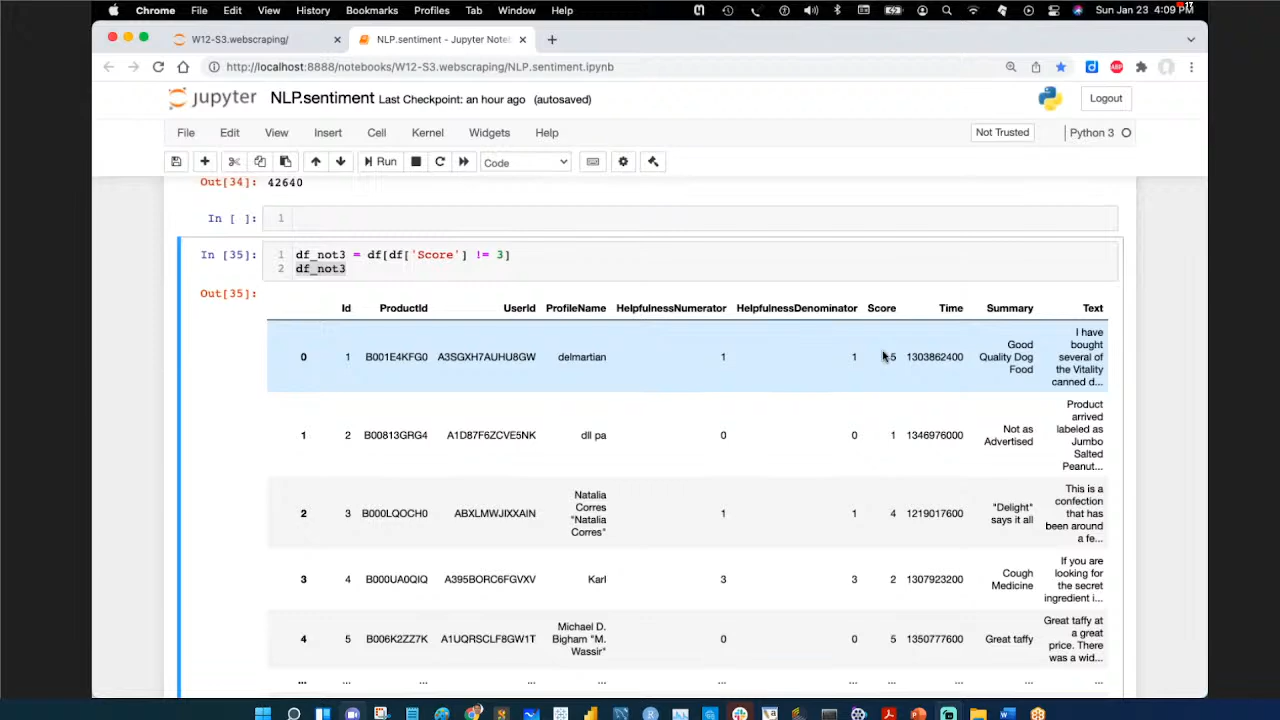 Chrome File Edit View History Bookmarks Profiles Tab Window Help Sun Jan 23 4:09 PM
17
W12-S3.webscraping/
NLP.sentiment - Jupyter Noteb
http://localhost:8888/notebooks/W12-S3.webscraping/NLP.sentiment.ipynb
ABP
jupyter NLP.sentiment Last Checkpoint: an hour ago (autosaved)
Logout
File Edit View Insert Cell Kernel Widgets Help
Not Trusted
Python 3
Run
Code
Out[34]: 42640
In [ ]: 1
In [35]: 1 df_not3 = df[df['Score'] != 3]
2 df_not3
Out[35]:
Id ProductId UserId ProfileName HelpfulnessNumerator HelpfulnessDenominator Score Time Summary Text
0 1 B001E4KFG0 A3SGXH7AUHU8GW delmartian 1 1 5 1303862400 Good Quality Dog Food I have bought several of the Vitality canned d...
1 2 B00813GRG4 A1D87F6ZCVE5NK dll pa 0 0 1 1346976000 Not as Advertised Product arrived labeled as Jumbo Salted Peanut...
2 3 B000LQOCH0 ABXLMWJIXXAIN Natalia Corres "Natalia Corres" 1 1 4 1219017600 "Delight" says it all This is a confection that has been around a fe...
3 4 B000UA0QIQ A395BORC6FGVXV Karl 3 3 2 1307923200 Cough Medicine If you are looking for the secret ingredient i...
4 5 B006K2ZZ7K A1UQRSCLF8GW1T Michael D. Bigham "M. Wassir" 0 0 5 1350777600 Great taffy Great taffy at a great price. There was a wid...
... ... ... ... ... ... ... ... ... ... ...